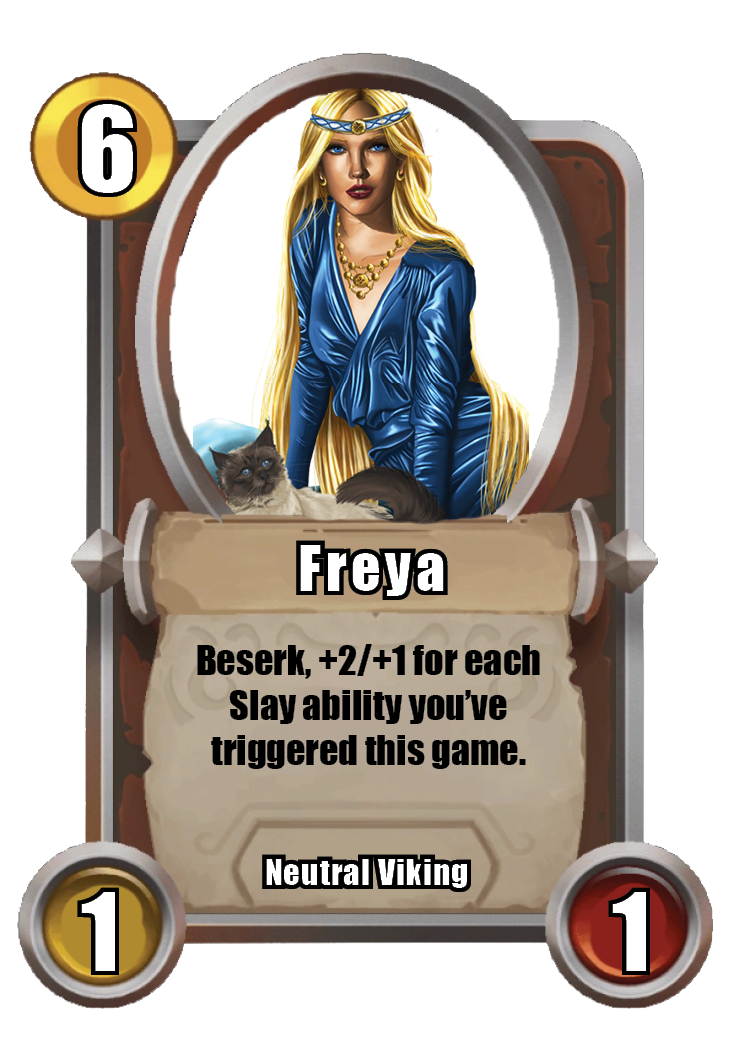 6
Freya
Beserk, +2/+1 for each
Slay ability you’ve
triggered this game.
Neutral Viking
1
1